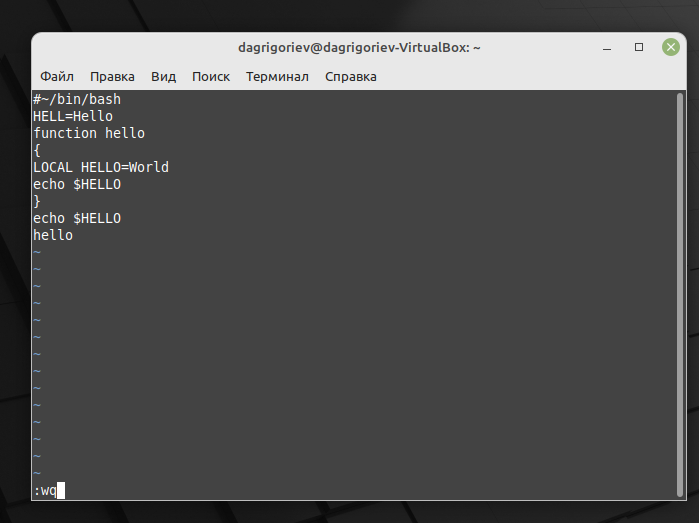 dagrigoriev@dagrigoriev-VirtualBox: ~
Файл Правка Вид Поиск Терминал Справка
#~/bin/bash
HELL=Hello
function hello
{
LOCAL HELLO=World
echo $HELLO
}
echo $HELLO
hello
~
~
~
~
~
~
~
~
~
~
~
~
~
~
:wq